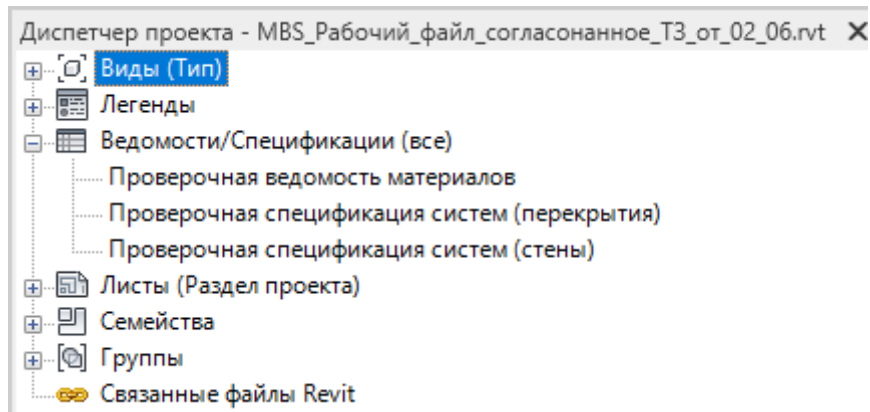 Диспетчер проекта - MBS_Рабочий_файл_согласонанное_ТЗ_от_02_06.rvt
Виды (Тип)
Легенды
Ведомости/Спецификации (все)
Проверочная ведомость материалов
Проверочная спецификация систем (перекрытия)
Проверочная спецификация систем (стены)
Листы (Раздел проекта)
Семейства
Группы
Связанные файлы Revit